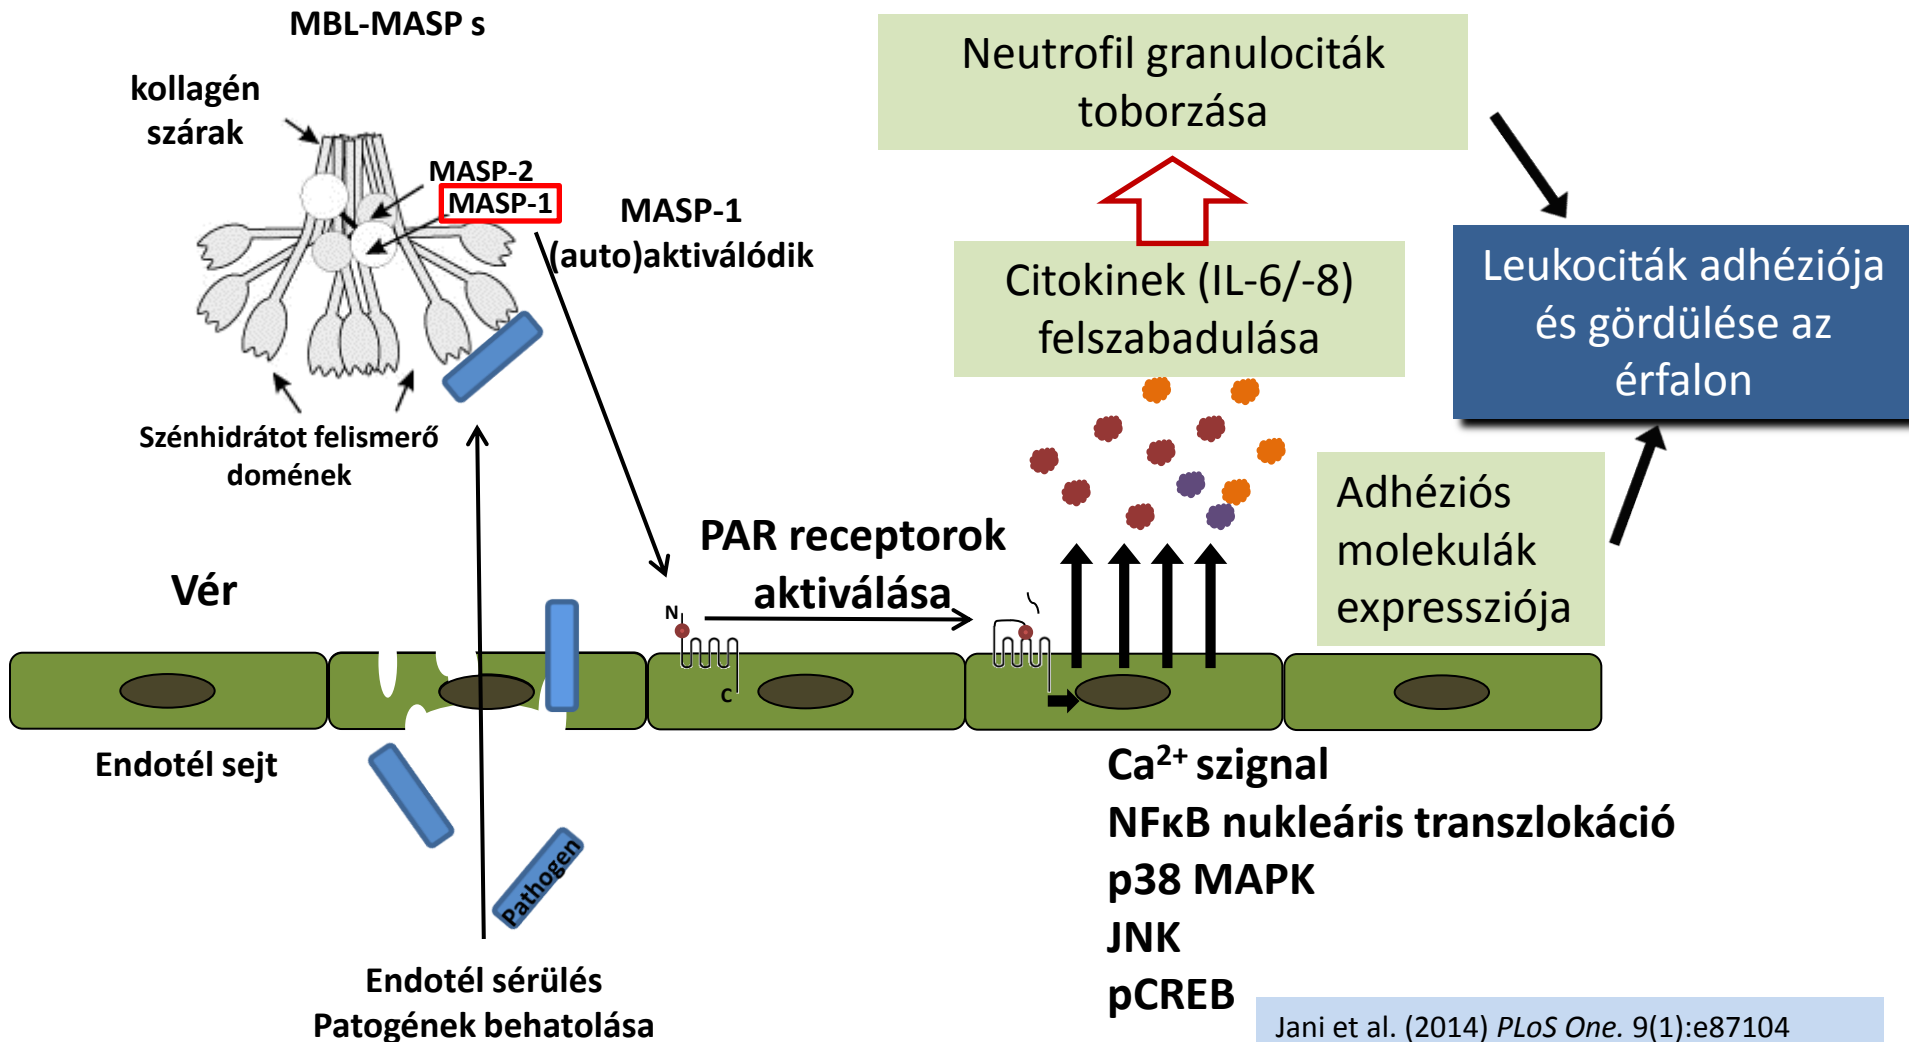 MBL-MASP s
kollagén
szárak
MASP-2
MASP-1
MASP-1
(auto)aktiválódik
Szénhidrátot felismerő
domének
Neutrofil granulociták
toborzása
Citokinek (IL-6/-8)
felszabadulása
Leukociták adhéziója
és gördülése az
érfalon
Adhéziós
molekulák
expressziója
PAR receptorok
aktiválása
Vér
N
C
Endotél sejt
Pathogen
Endotél sérülés
Patogének behatolása
Ca²⁺ szignal
NFκB nukleáris transzlokáció
p38 MAPK
JNK
pCREB
Jani et al. (2014) PLoS One. 9(1):e87104